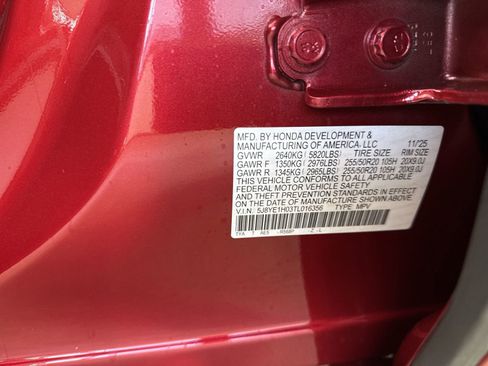 MFD. BY HONDA DEVELOPMENT &
MANUFACTURING OF AMERICA, LLC 11/25
GVWR 2640KG ( 5820LBS) TIRE SIZE RIM SIZE
GAWR F 1350KG ( 2976LBS) 255/50R20 105H 20X9.0J
GAWR R 1345KG ( 2965LBS) 255/50R20 105H 20X9.0J
THIS VEHICLE CONFORMS TO ALL APPLICABLE
FEDERAL MOTOR VEHICLE SAFETY
AND THEFT PREVENTION STANDARDS IN EFFECT
ON THE DATE OF MANUFACTURE SHOWN ABOVE.
V.I.N: 5J8YE1H03TL016356 TYPE: MPV
TYA